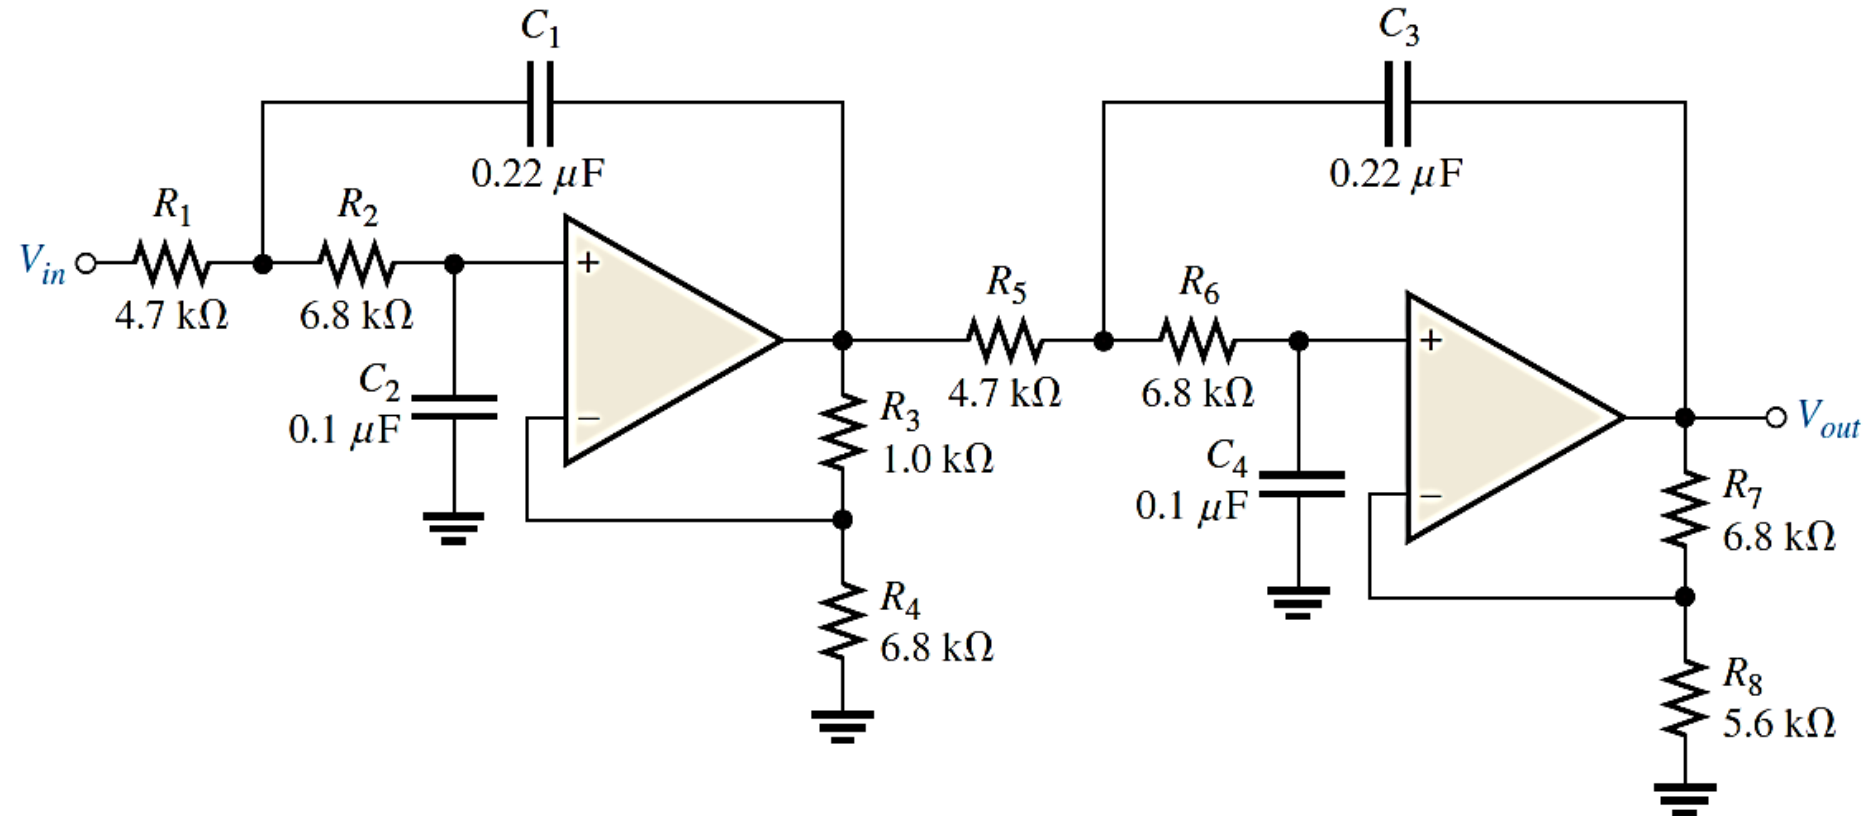 C1
0.22 μF
C3
0.22 μF
Vin
R1
4.7 kΩ
R2
6.8 kΩ
+
−
C2
0.1 μF
R3
1.0 kΩ
R4
6.8 kΩ
R5
4.7 kΩ
R6
6.8 kΩ
+
−
C4
0.1 μF
Vout
R7
6.8 kΩ
R8
5.6 kΩ